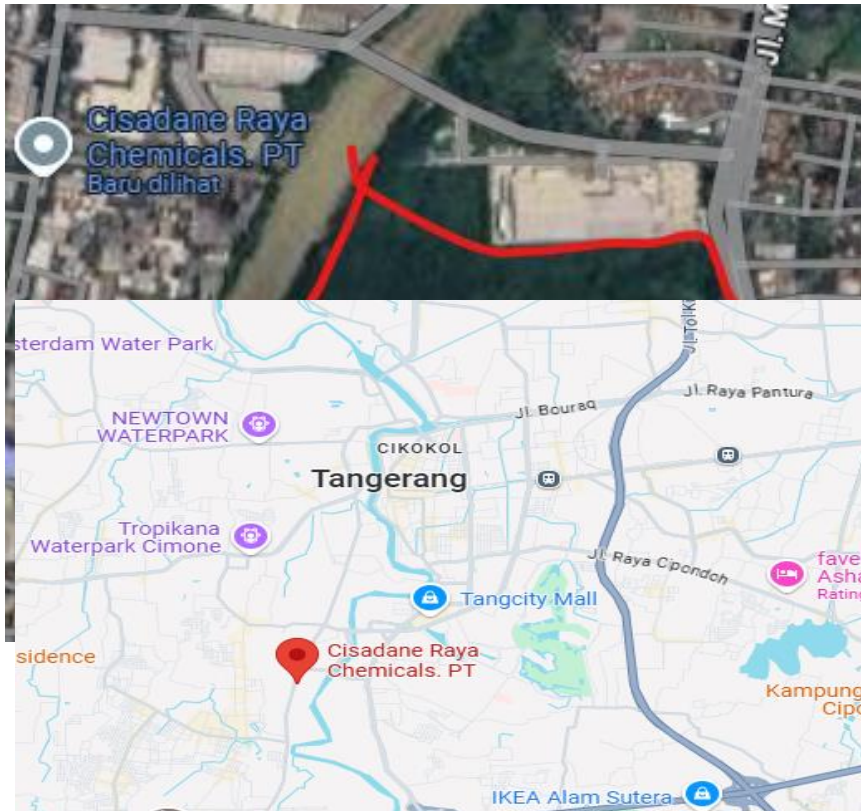 Jl. M
Cisadane Raya
Chemicals. PT
Baru dilihat
sterdam Water Park
Jl. Tol K
Jl. Raya Pantura
NEWTOWN
WATERPARK
Jl. Bouraq
CIKOKOL
Tangerang
Tropikana
Waterpark Cimone
Jl. Raya Cipondoh
fave
Asha
Rating
Tangcity Mall
sidence
Cisadane Raya
Chemicals. PT
Kampung
Cipo
IKEA Alam Sutera